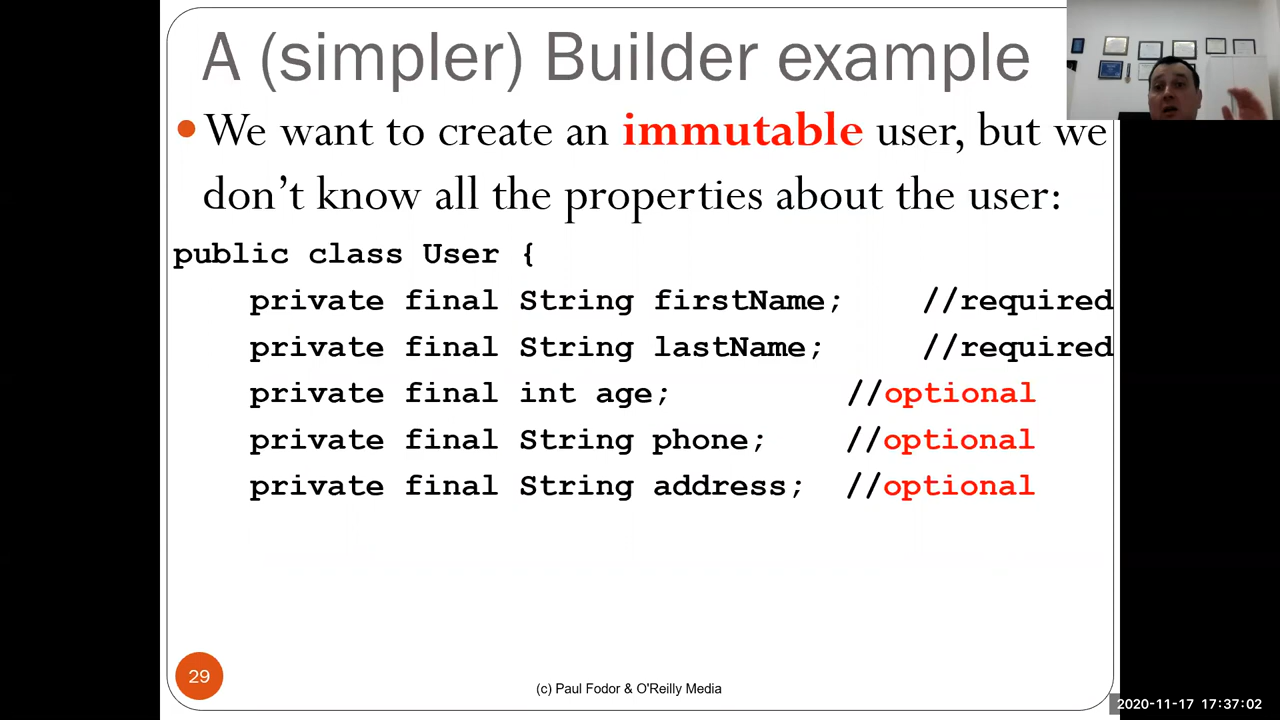 A (simpler) Builder example
We want to create an immutable user, but we
don’t know all the properties about the user:
public class User {
private final String firstName; //required
private final String lastName; //required
private final int age; //optional
private final String phone; //optional
private final String address; //optional
29
(c) Paul Fodor & O'Reilly Media
2020-11-17 17:37:02